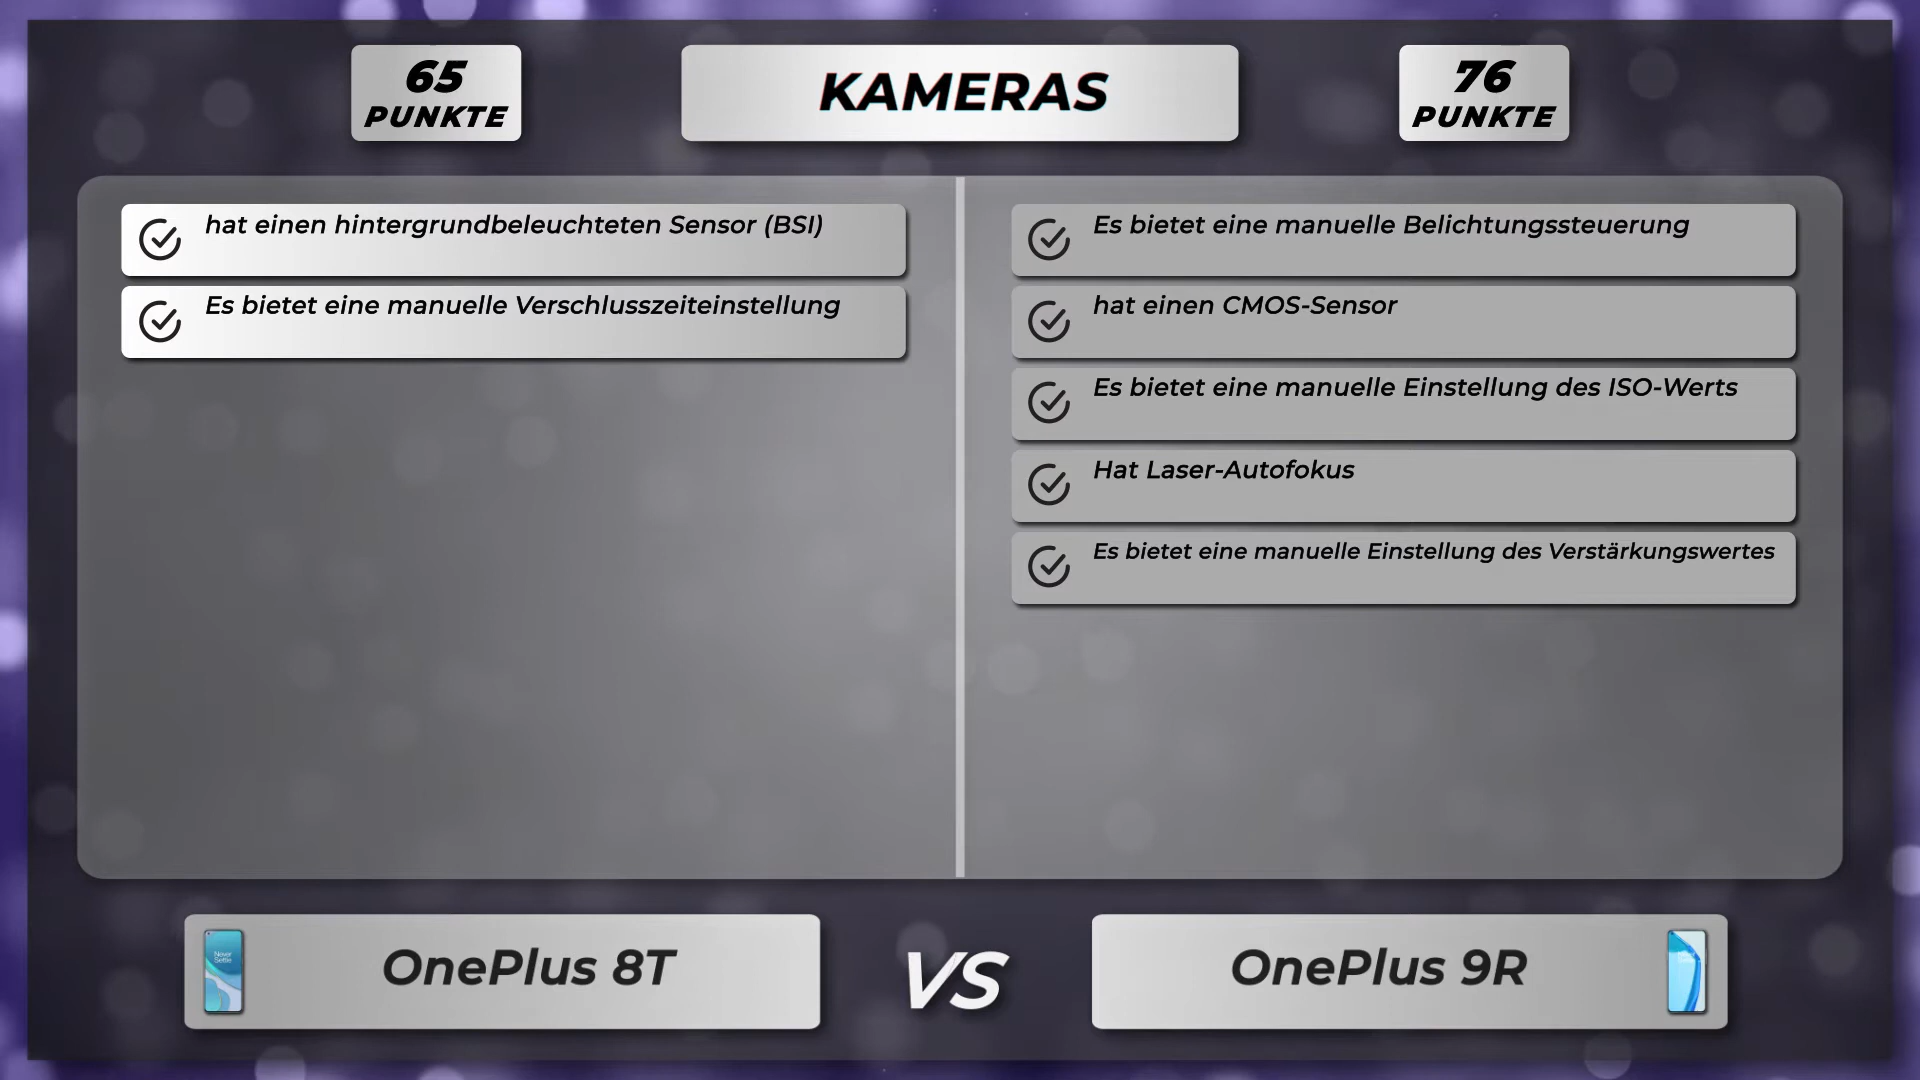 65
PUNKTE
KAMERAS
76
PUNKTE
hat einen hintergrundbeleuchteten Sensor (BSI)
Es bietet eine manuelle Verschlusszeiteinstellung
Es bietet eine manuelle Belichtungssteuerung
hat einen CMOS-Sensor
Es bietet eine manuelle Einstellung des ISO-Werts
Hat Laser-Autofokus
Es bietet eine manuelle Einstellung des Verstärkungswertes
Never
Settle
OnePlus 8T
VS
OnePlus 9R